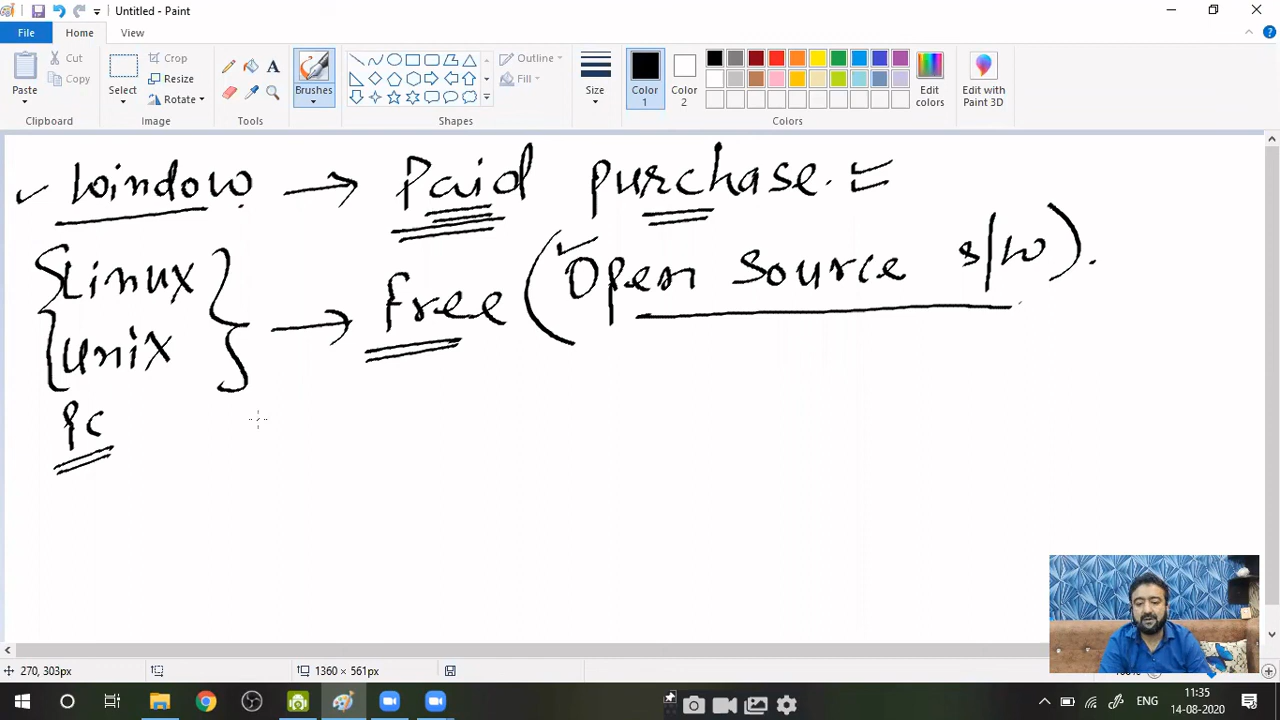 Untitled - Paint
File Home View
Paste Cut Copy Clipboard
Select Crop Resize Rotate Image
A Tools
Brushes
Outline Fill Shapes
Size
Color 1 Color 2 Edit colors Colors
Edit with Paint 3D
Window → Paid purchase.
Linux
Unix → Free (Open source s/w).
PC
270, 303px 1360 × 561px 100%
ENG 11:35 14-08-2020